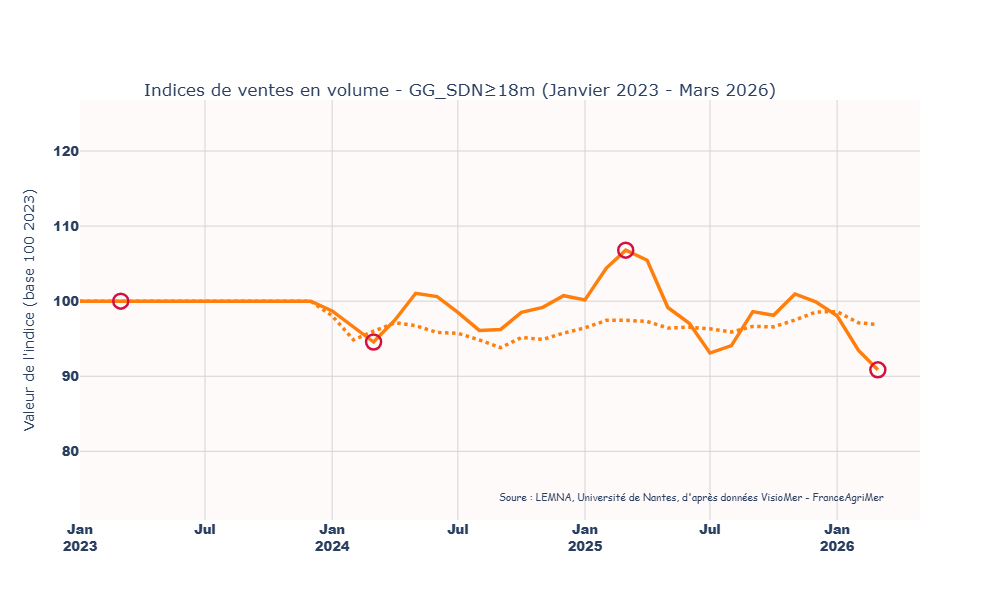 Indices de ventes en volume - GG_SDN≥18m (Janvier 2023 - Mars 2026)
Valeur de l'indice (base 100 2023)
120
110
100
90
80
Soure : LEMNA, Université de Nantes, d'après données VisioMer - FranceAgriMer
Jan Jul Jan Jul Jan Jul Jan
2023 2024 2025 2026